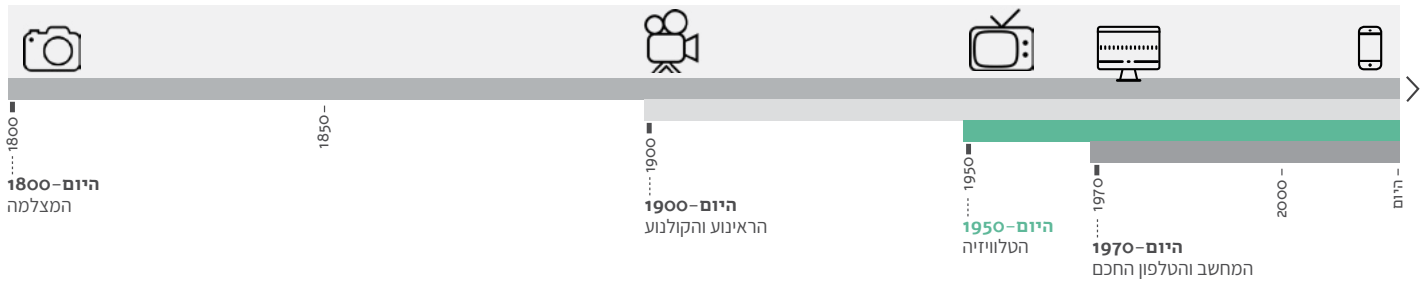 1800
1850
1900
1950
1970
2000
היום
1800-היום
המצלמה
1900-היום
הראינוע והקולנוע
1950-היום
הטלוויזיה
1970-היום
המחשב והטלפון החכם